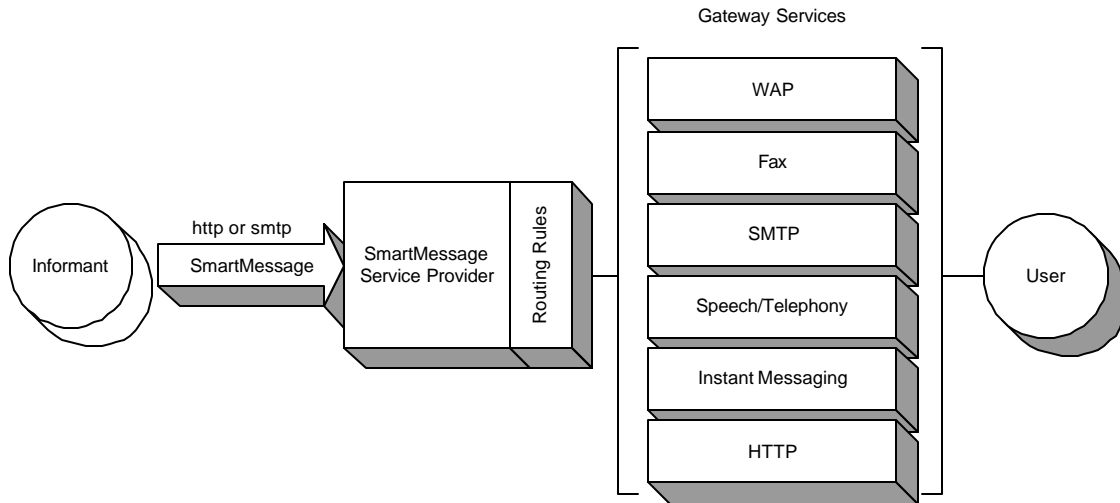 Gateway Services
WAP
Fax
http or smtp
SMTP
Informant
SmartMessage
SmartMessage
Service Provider
Routing Rules
User
Speech/Telephony
Instant Messaging
HTTP